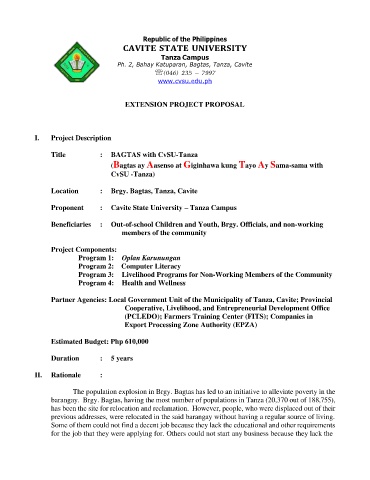 Republic of the Philippines
CAVITE STATE UNIVERSITY
Tanza Campus
Ph. 2, Bahay Katuparan, Bagtas, Tanza, Cavite
☏(046) 235 – 7997
www.cvsu.edu.ph
EXTENSION PROJECT PROPOSAL
I. Project Description
Title : BAGTAS with CvSU-Tanza
(Bagtas ay Aasenso at Giginhawa kung Tayo Ay Sama-sama with
CvSU -Tanza)
Location : Brgy. Bagtas, Tanza, Cavite
Proponent : Cavite State University – Tanza Campus
Beneficiaries : Out-of-school Children and Youth, Brgy. Officials, and non-working
members of the community
Project Components:
Program 1: Oplan Karunungan
Program 2: Computer Literacy
Program 3: Livelihood Programs for Non-Working Members of the Community
Program 4: Health and Wellness
Partner Agencies: Local Government Unit of the Municipality of Tanza, Cavite; Provincial
Cooperative, Livelihood, and Entrepreneurial Development Office
(PCLEDO); Farmers Training Center (FITS); Companies in
Export Processing Zone Authority (EPZA)
Estimated Budget: Php 610,000
Duration : 5 years
II. Rationale :
The population explosion in Brgy. Bagtas has led to an initiative to alleviate poverty in the
barangay. Brgy. Bagtas, having the most number of populations in Tanza (20,370 out of 188,755),
has been the site for relocation and reclamation. However, people, who were displaced out of their
previous addresses, were relocated in the said barangay without having a regular source of living.
Some of them could not find a decent job because they lack the educational and other requirements
for the job that they were applying for. Others could not start any business because they lack the